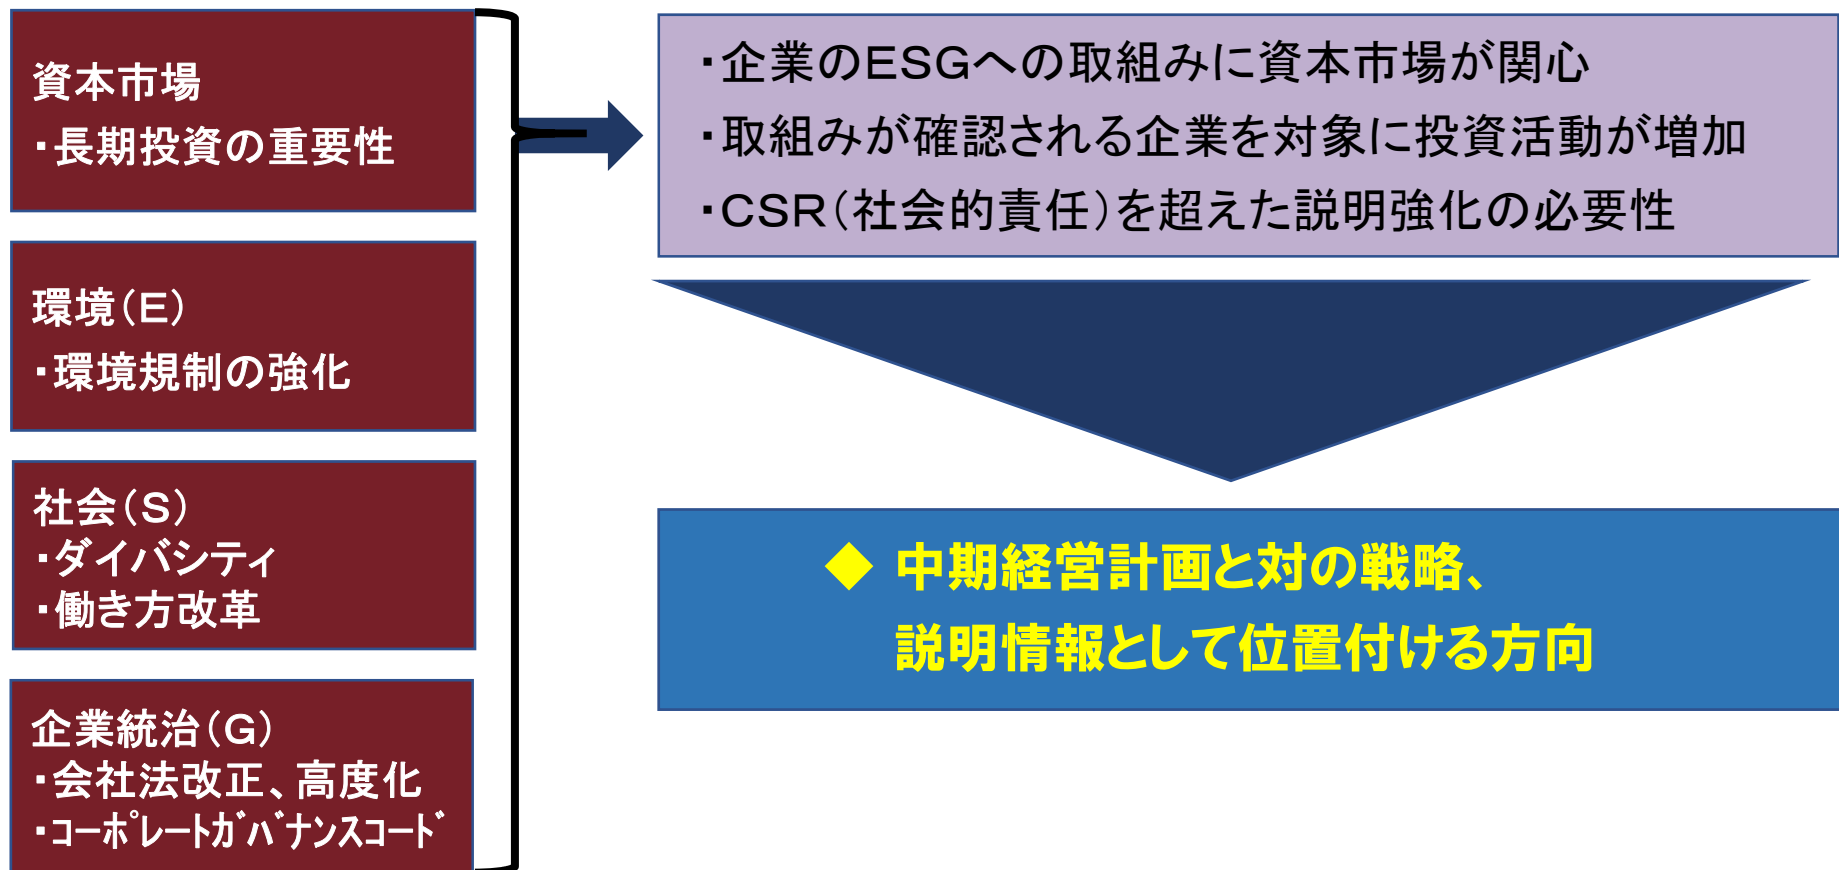 資本市場
・長期投資の重要性
環境（E）
・環境規制の強化
社会（S）
・ダイバシティ
・働き方改革
企業統治（G）
・会社法改正、高度化
・ｺｰﾎﾟﾚｰﾄｶﾞﾊﾞﾅﾝｽｺｰﾄﾞ
・企業のESGへの取組みに資本市場が関心
・取組みが確認される企業を対象に投資活動が増加
・CSR（社会的責任）を超えた説明強化の必要性
◆ 中期経営計画と対の戦略、
説明情報として位置付ける方向